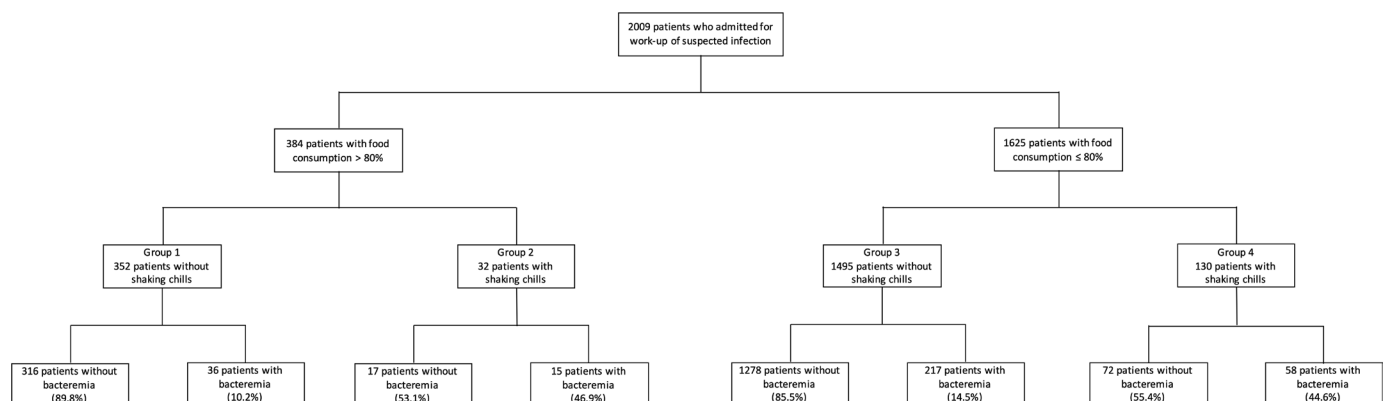 2009 patients who admitted for
work-up of suspected infection
384 patients with food
consumption > 80%
1625 patients with food
consumption ≤ 80%
Group 1
352 patients without
shaking chills
Group 2
32 patients with
shaking chills
Group 3
1495 patients without
shaking chills
Group 4
130 patients with
shaking chills
316 patients without
bacteremia
(89.8%)
36 patients with
bacteremia
(10.2%)
17 patients without
bacteremia
(53.1%)
15 patients with
bacteremia
(46.9%)
1278 patients without
bacteremia
(85.5%)
217 patients with
bacteremia
(14.5%)
72 patients without
bacteremia
(55.4%)
58 patients with
bacteremia
(44.6%)